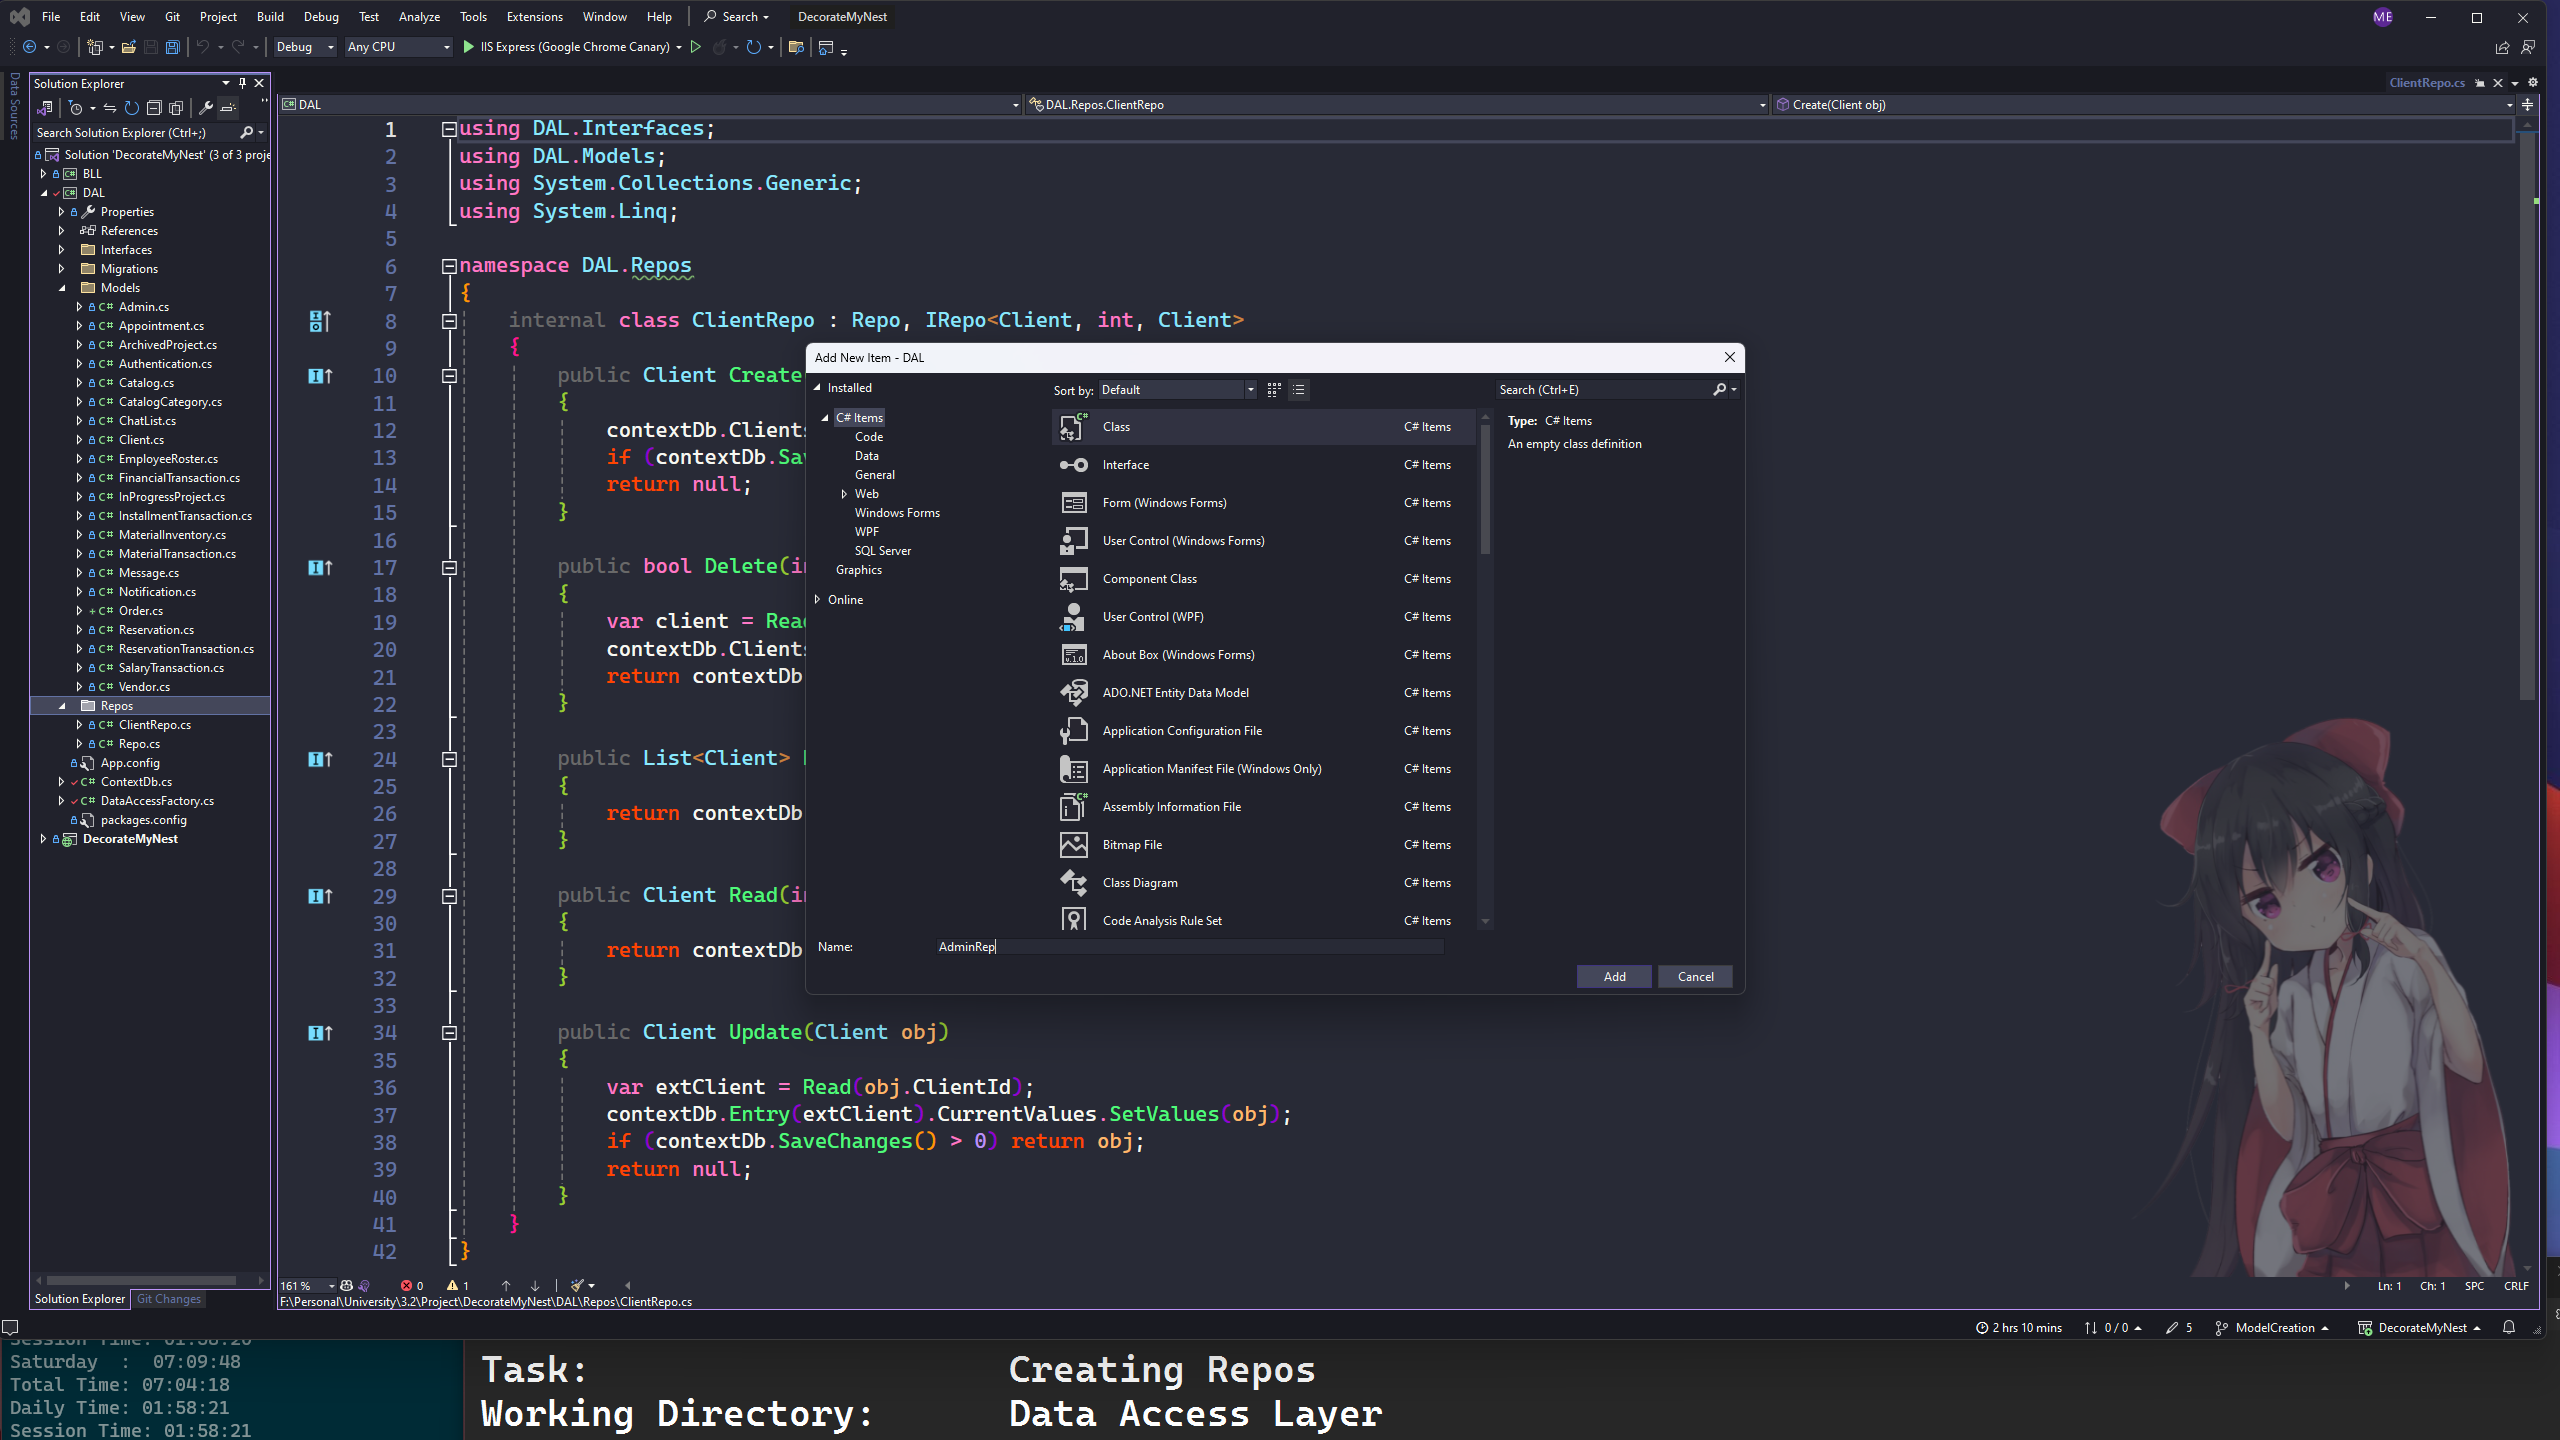 File Edit View Git Project Build Debug Test Analyze Tools Extensions Window Help Search DecorateMyNest ME
Debug Any CPU IIS Express (Google Chrome Canary)
Data Sources
Solution Explorer
Search Solution Explorer (Ctrl+;)
Solution 'DecorateMyNest' (3 of 3 proje
BLL
DAL
Properties
References
Interfaces
Migrations
Models
Admin.cs
Appointment.cs
ArchivedProject.cs
Authentication.cs
Catalog.cs
CatalogCategory.cs
ChatList.cs
Client.cs
EmployeeRoster.cs
FinancialTransaction.cs
InProgressProject.cs
InstallmentTransaction.cs
MaterialInventory.cs
MaterialTransaction.cs
Message.cs
Notification.cs
Order.cs
Reservation.cs
ReservationTransaction.cs
SalaryTransaction.cs
Vendor.cs
Repos
ClientRepo.cs
Repo.cs
App.config
ContextDb.cs
DataAccessFactory.cs
packages.config
DecorateMyNest
Solution Explorer Git Changes
ClientRepo.cs
DAL DAL.Repos.ClientRepo Create(Client obj)
1 using DAL.Interfaces;
2 using DAL.Models;
3 using System.Collections.Generic;
4 using System.Linq;
5
6 namespace DAL.Repos
7 {
8 internal class ClientRepo : Repo, IRepo<Client, int, Client>
9 {
10 public Client Create
11 {
12 contextDb.Clients
13 if (contextDb.Sav
14 return null;
15 }
16
17 public bool Delete(in
18 {
19 var client = Read
20 contextDb.Clients
21 return contextDb
22 }
23
24 public List<Client>
25 {
26 return contextDb
27 }
28
29 public Client Read(in
30 {
31 return contextDb
32 }
33
34 public Client Update(Client obj)
35 {
36 var extClient = Read(obj.ClientId);
37 contextDb.Entry(extClient).CurrentValues.SetValues(obj);
38 if (contextDb.SaveChanges() > 0) return obj;
39 return null;
40 }
41 }
42 }
Add New Item - DAL
Installed
C# Items
Code
Data
General
Web
Windows Forms
WPF
SQL Server
Graphics
Online
Sort by: Default
Class C# Items
Interface C# Items
Form (Windows Forms) C# Items
User Control (Windows Forms) C# Items
Component Class C# Items
User Control (WPF) C# Items
About Box (Windows Forms) C# Items
ADO.NET Entity Data Model C# Items
Application Configuration File C# Items
Application Manifest File (Windows Only) C# Items
Assembly Information File C# Items
Bitmap File C# Items
Class Diagram C# Items
Code Analysis Rule Set C# Items
Search (Ctrl+E)
Type: C# Items
An empty class definition
Name: AdminRep
Add Cancel
161 % 0 1 Ln: 1 Ch: 1 SPC CRLF
F:\Personal\University\3.2\Project\DecorateMyNest\DAL\Repos\ClientRepo.cs
2 hrs 10 mins 0 / 0 5 ModelCreation DecorateMyNest
Session Time: 01:58:20
Saturday : 07:09:48
Total Time: 07:04:18
Daily Time: 01:58:21
Session Time: 01:58:21
Task: Creating Repos
Working Directory: Data Access Layer